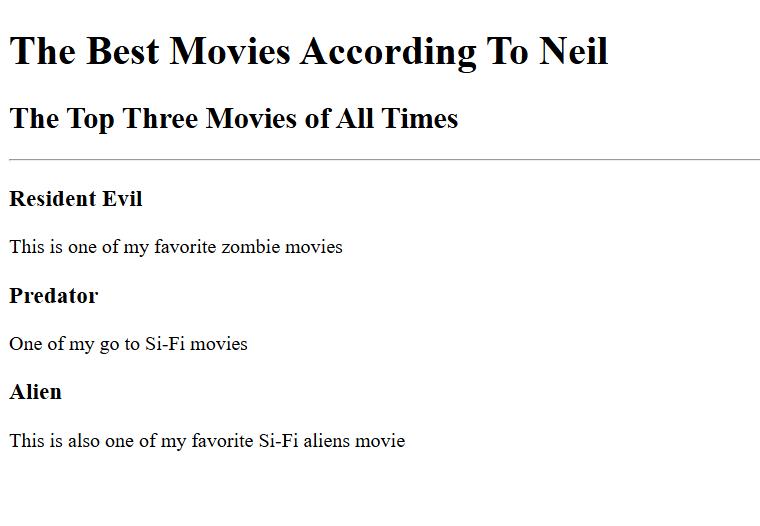 The Best Movies According To Neil
The Top Three Movies of All Times
Resident Evil
This is one of my favorite zombie movies
Predator
One of my go to Si-Fi movies
Alien
This is also one of my favorite Si-Fi aliens movie